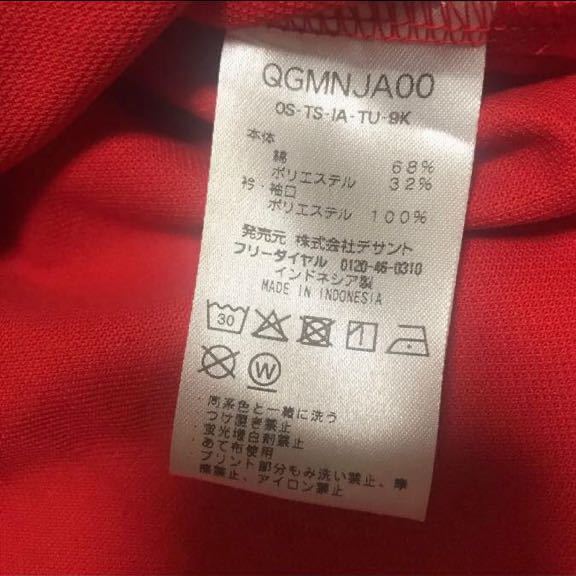 QGMNJA00
OS-TS-IA-TU-9K
本体
綿 68%
ポリエステル 32%
衿・袖口
ポリエステル 100%
発売元 株式会社デサント
フリーダイヤル 0120-46-0310
インドネシア製
MADE IN INDONESIA
30
W
・同系色と一緒に洗う
・つけ置き禁止
・蛍光増白剤禁止
・あて布使用
・プリント部分もみ洗い禁止、摩
擦禁止、アイロン禁止